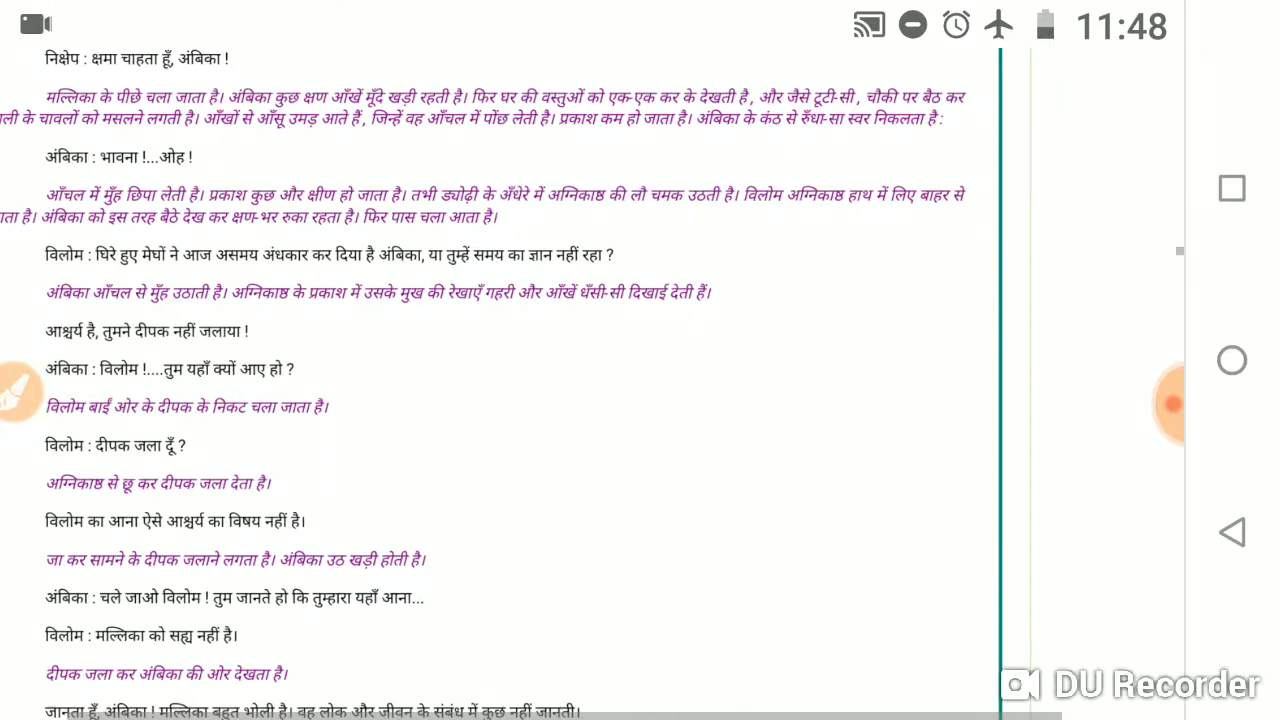 11:48
निक्षेप : क्षमा चाहता हूँ, अंबिका !
मल्लिका के पीछे चला जाता है। अंबिका कुछ क्षण आँखें मूँदे खड़ी रहती है। फिर घर की वस्तुओं को एक-एक कर के देखती है , और जैसे टूटी-सी , चौकी पर बैठ कर
ली के चावलों को मसलने लगती है। आँखों से आँसू उमड़ आते हैं , जिन्हें वह आँचल में पोंछ लेती है। प्रकाश कम हो जाता है। अंबिका के कंठ से रुँधा-सा स्वर निकलता है :
अंबिका : भावना !...ओह !
आँचल में मुँह छिपा लेती है। प्रकाश कुछ और क्षीण हो जाता है। तभी ड्योढ़ी के अँधेरे में अग्निकाष्ठ की लौ चमक उठती है। विलोम अग्निकाष्ठ हाथ में लिए बाहर से
ता है। अंबिका को इस तरह बैठे देख कर क्षण-भर रुका रहता है। फिर पास चला आता है।
विलोम : घिरे हुए मेघों ने आज असमय अंधकार कर दिया है अंबिका, या तुम्हें समय का ज्ञान नहीं रहा ?
अंबिका आँचल से मुँह उठाती है। अग्निकाष्ठ के प्रकाश में उसके मुख की रेखाएँ गहरी और आँखें धँसी-सी दिखाई देती हैं।
आश्चर्य है, तुमने दीपक नहीं जलाया !
अंबिका : विलोम !....तुम यहाँ क्यों आए हो ?
विलोम बाईं ओर के दीपक के निकट चला जाता है।
विलोम : दीपक जला दूँ ?
अग्निकाष्ठ से छू कर दीपक जला देता है।
विलोम का आना ऐसे आश्चर्य का विषय नहीं है।
जा कर सामने के दीपक जलाने लगता है। अंबिका उठ खड़ी होती है।
अंबिका : चले जाओ विलोम ! तुम जानते हो कि तुम्हारा यहाँ आना...
विलोम : मल्लिका को सह्य नहीं है।
दीपक जला कर अंबिका की ओर देखता है।
जानता हूँ, अंबिका ! मल्लिका बहुत भोली है। वह लोक और जीवन के संबंध में कुछ नहीं जानती।
DU Recorder